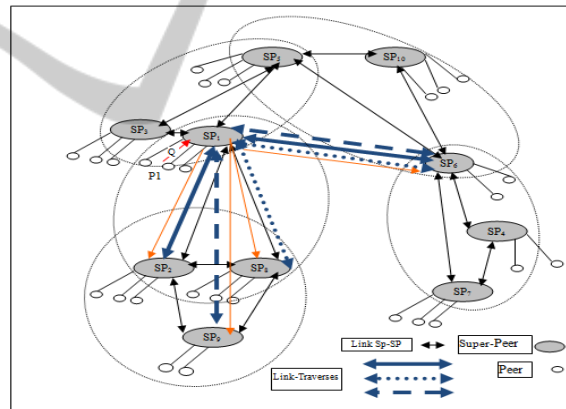 SP₅
SP₁₀
SP₃
SP₁
Q
P1
SP₆
SP₄
SP₂
SP₈
SP₇
SP₉
Link Sp-SP
Super-Peer
Link-Traverses
Peer